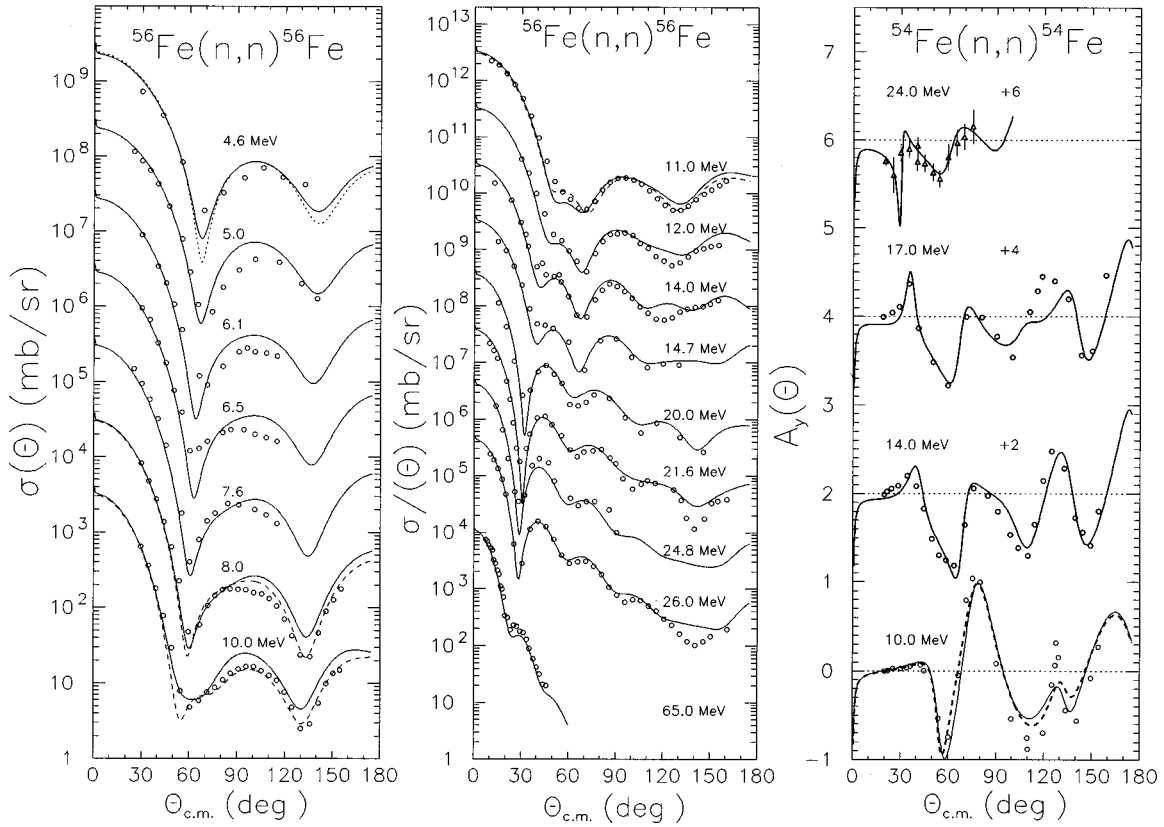 ⁵⁶Fe(n,n)⁵⁶Fe
10⁹
10⁸
10⁷
10⁶
10⁵
10⁴
10³
10²
10
1
4.6 MeV
5.0
6.1
6.5
7.6
8.0
10.0 MeV
σ(Θ) (mb/sr)
0 30 60 90 120 150 180
Θc.m. (deg)
⁵⁶Fe(n,n)⁵⁶Fe
10¹³
10¹²
10¹¹
10¹⁰
10⁹
10⁸
10⁷
10⁶
10⁵
10⁴
10³
10²
10
1
11.0 MeV
12.0 MeV
14.0 MeV
14.7 MeV
20.0 MeV
21.6 MeV
24.8 MeV
26.0 MeV
65.0 MeV
σ/(Θ) (mb/sr)
0 30 60 90 120 150 180
Θc.m. (deg)
⁵⁴Fe(n,n)⁵⁴Fe
7
6
5
4
3
2
1
0
−1
24.0 MeV +6
17.0 MeV +4
14.0 MeV +2
10.0 MeV
Ay(Θ)
0 30 60 90 120 150 180
Θc.m. (deg)